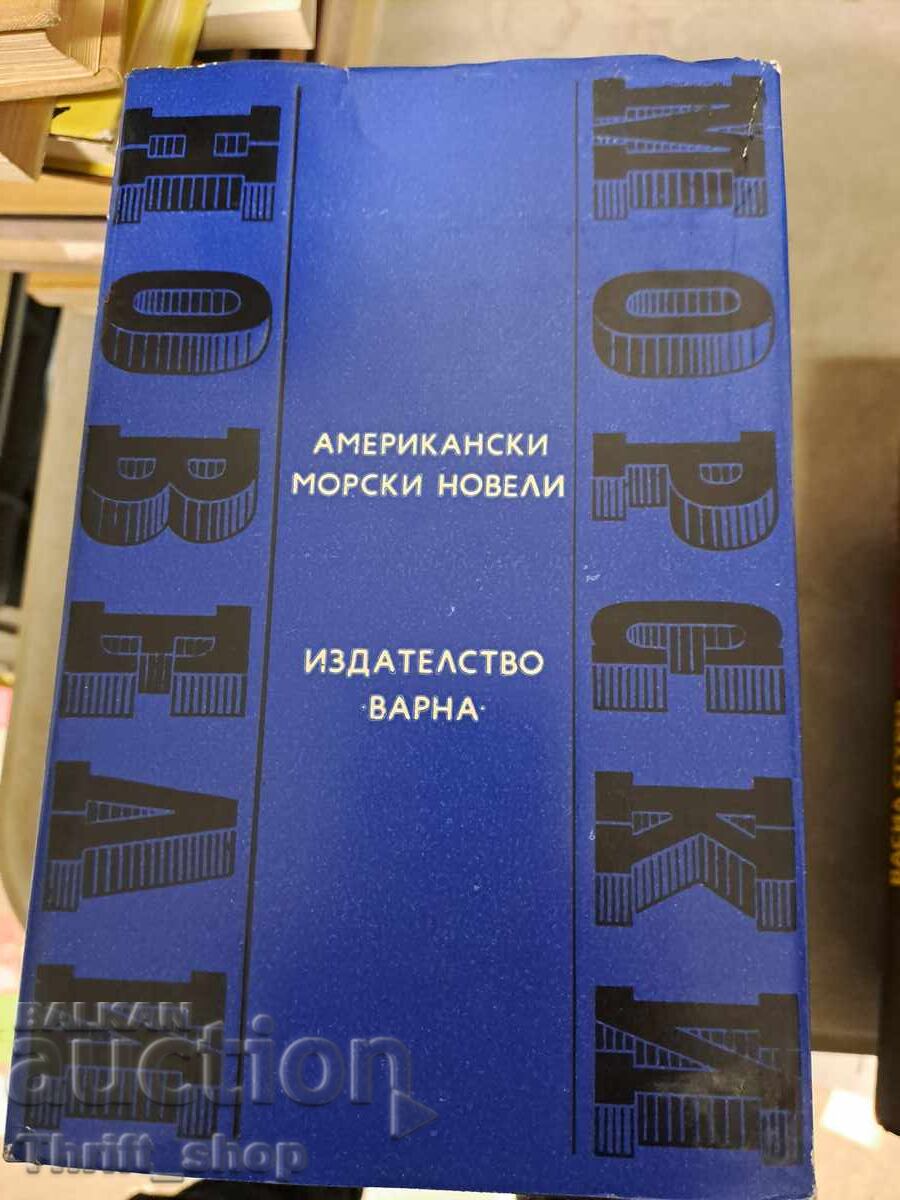 МОРСКИ
НОВЕЛИ
АМЕРИКАНСКИ
МОРСКИ НОВЕЛИ
ИЗДАТЕЛСТВО
·ВАРНА·
BALKAN
auction
Thrift_shop